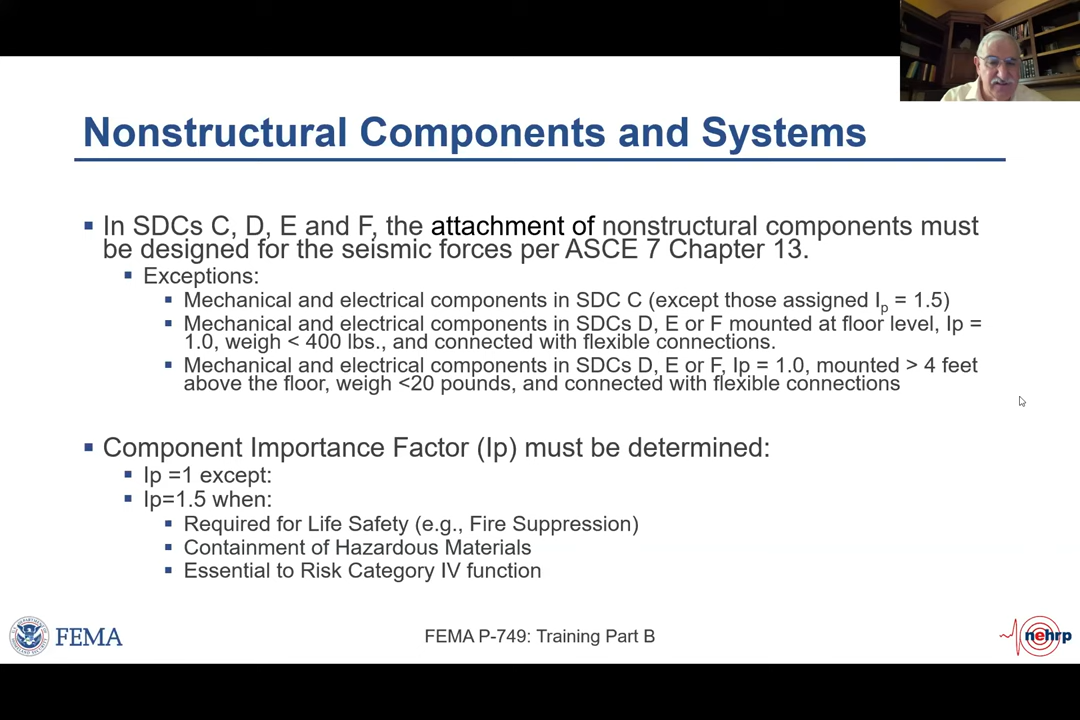 Nonstructural Components and Systems
In SDCs C, D, E and F, the attachment of nonstructural components must
be designed for the seismic forces per ASCE 7 Chapter 13.
Exceptions:
Mechanical and electrical components in SDC C (except those assigned Ip = 1.5)
Mechanical and electrical components in SDCs D, E or F mounted at floor level, Ip =
1.0, weigh < 400 lbs., and connected with flexible connections.
Mechanical and electrical components in SDCs D, E or F, Ip = 1.0, mounted > 4 feet
above the floor, weigh <20 pounds, and connected with flexible connections
Component Importance Factor (Ip) must be determined:
Ip =1 except:
Ip=1.5 when:
Required for Life Safety (e.g., Fire Suppression)
Containment of Hazardous Materials
Essential to Risk Category IV function
FEMA
FEMA P-749: Training Part B
nehrp